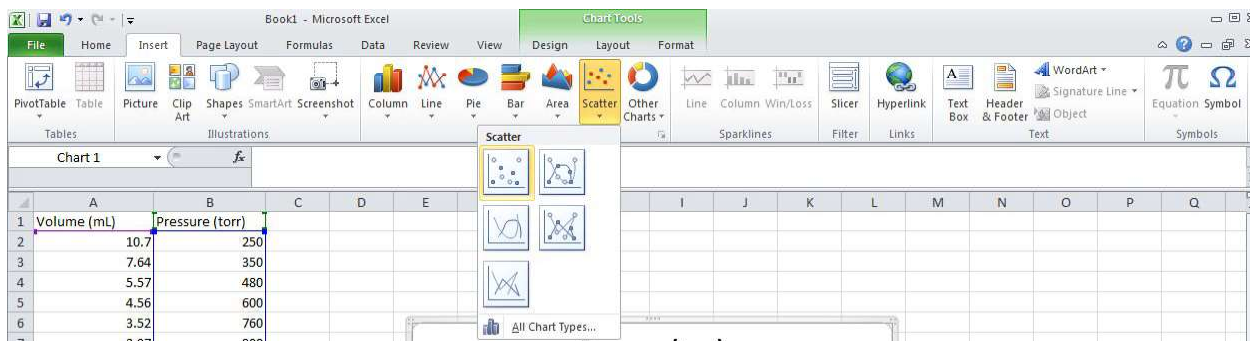 Book1 - Microsoft Excel
Chart Tools
File Home Insert Page Layout Formulas Data Review View Design Layout Format
PivotTable Table Picture Clip Art Shapes SmartArt Screenshot Column Line Pie Bar Area Scatter Other Charts Line Column Win/Loss Slicer Hyperlink Text Box Header & Footer WordArt Signature Line Object Equation Symbol
Tables Illustrations Sparklines Filter Links Text Symbols
Scatter
Chart 1 fx
A B C D E I J K L M N O P Q
1 Volume (mL) Pressure (torr)
2 10.7 250
3 7.64 350
4 5.57 480
5 4.56 600
6 3.52 760
All Chart Types...